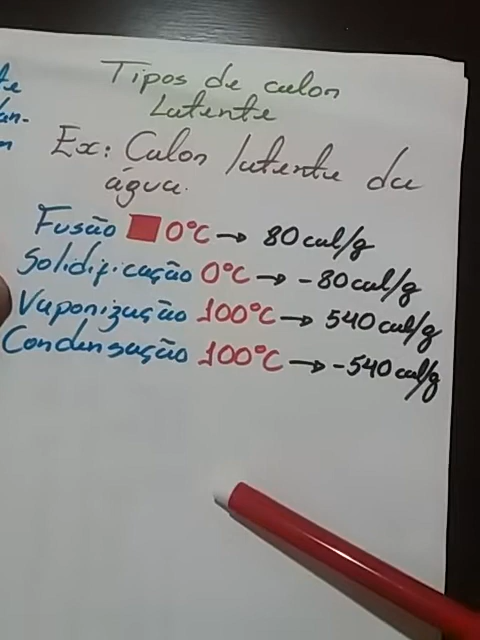 Tipos de calor
Latente
Ex: Calor latente da
água.
Fusão 0°C → 80 cal/g
Solidificação 0°C → -80 cal/g
Vaporização 100°C → 540 cal/g
Condensação 100°C → -540 cal/g